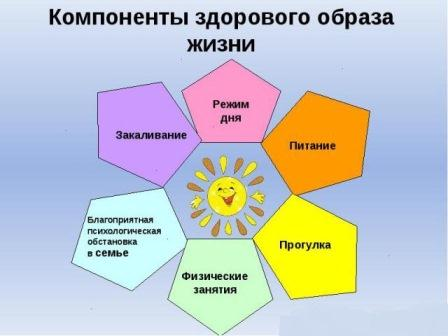 Компоненты здорового образа
жизни
Режим
дня
Закаливание
Питание
Благоприятная
психологическая
обстановка
в семье
Прогулка
Физические
занятия